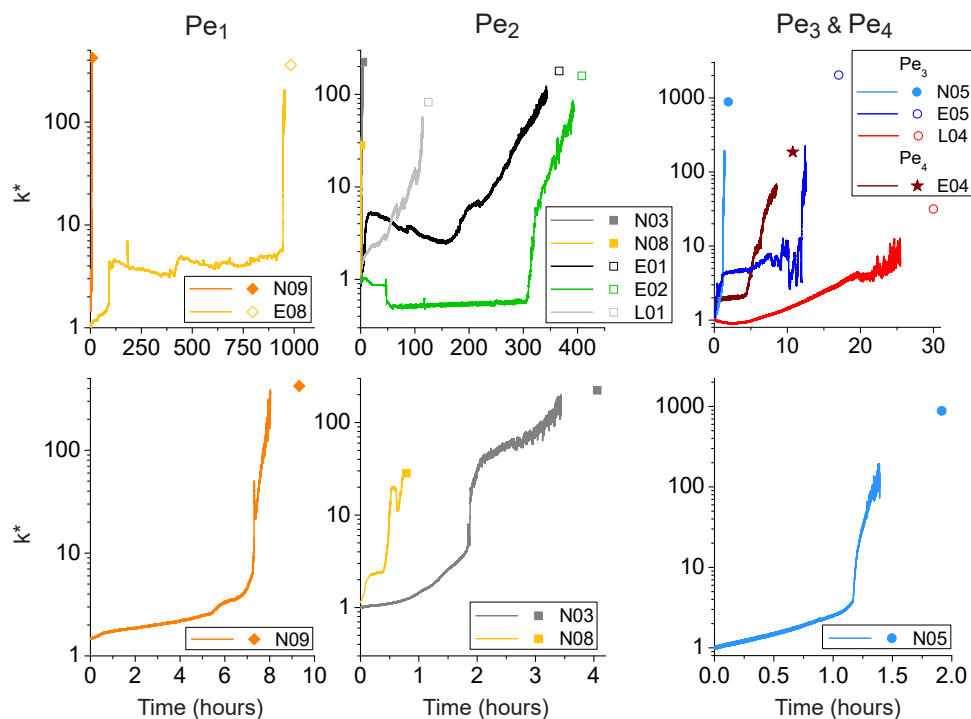 Pe1
Pe2
Pe3 & Pe4
k*
100
10
1
0
250
500
750
1000
N09
E08
100
10
1
0
100
200
300
400
N03
N08
E01
E02
L01
1000
100
10
1
0
10
20
30
Pe3
N05
E05
L04
Pe4
E04
k*
100
10
1
0
2
4
6
8
10
Time (hours)
N09
100
10
1
0
1
2
3
4
Time (hours)
N03
N08
1000
100
10
1
0.0
0.5
1.0
1.5
2.0
Time (hours)
N05